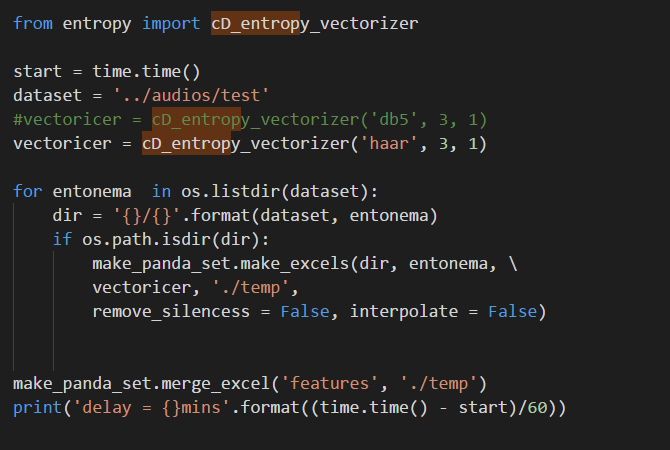 from entropy import cD_entropy_vectorizer
start = time.time()
dataset = '../audios/test'
#vectoricer = cD_entropy_vectorizer('db5', 3, 1)
vectoricer = cD_entropy_vectorizer('haar', 3, 1)
for entonema  in os.listdir(dataset):
    dir = '{}/{}'.format(dataset, entonema)
    if os.path.isdir(dir):
        make_panda_set.make_excels(dir, entonema, \
        vectoricer, './temp',
        remove_silencess = False, interpolate = False)
make_panda_set.merge_excel('features', './temp')
print('delay = {}mins'.format((time.time() - start)/60))